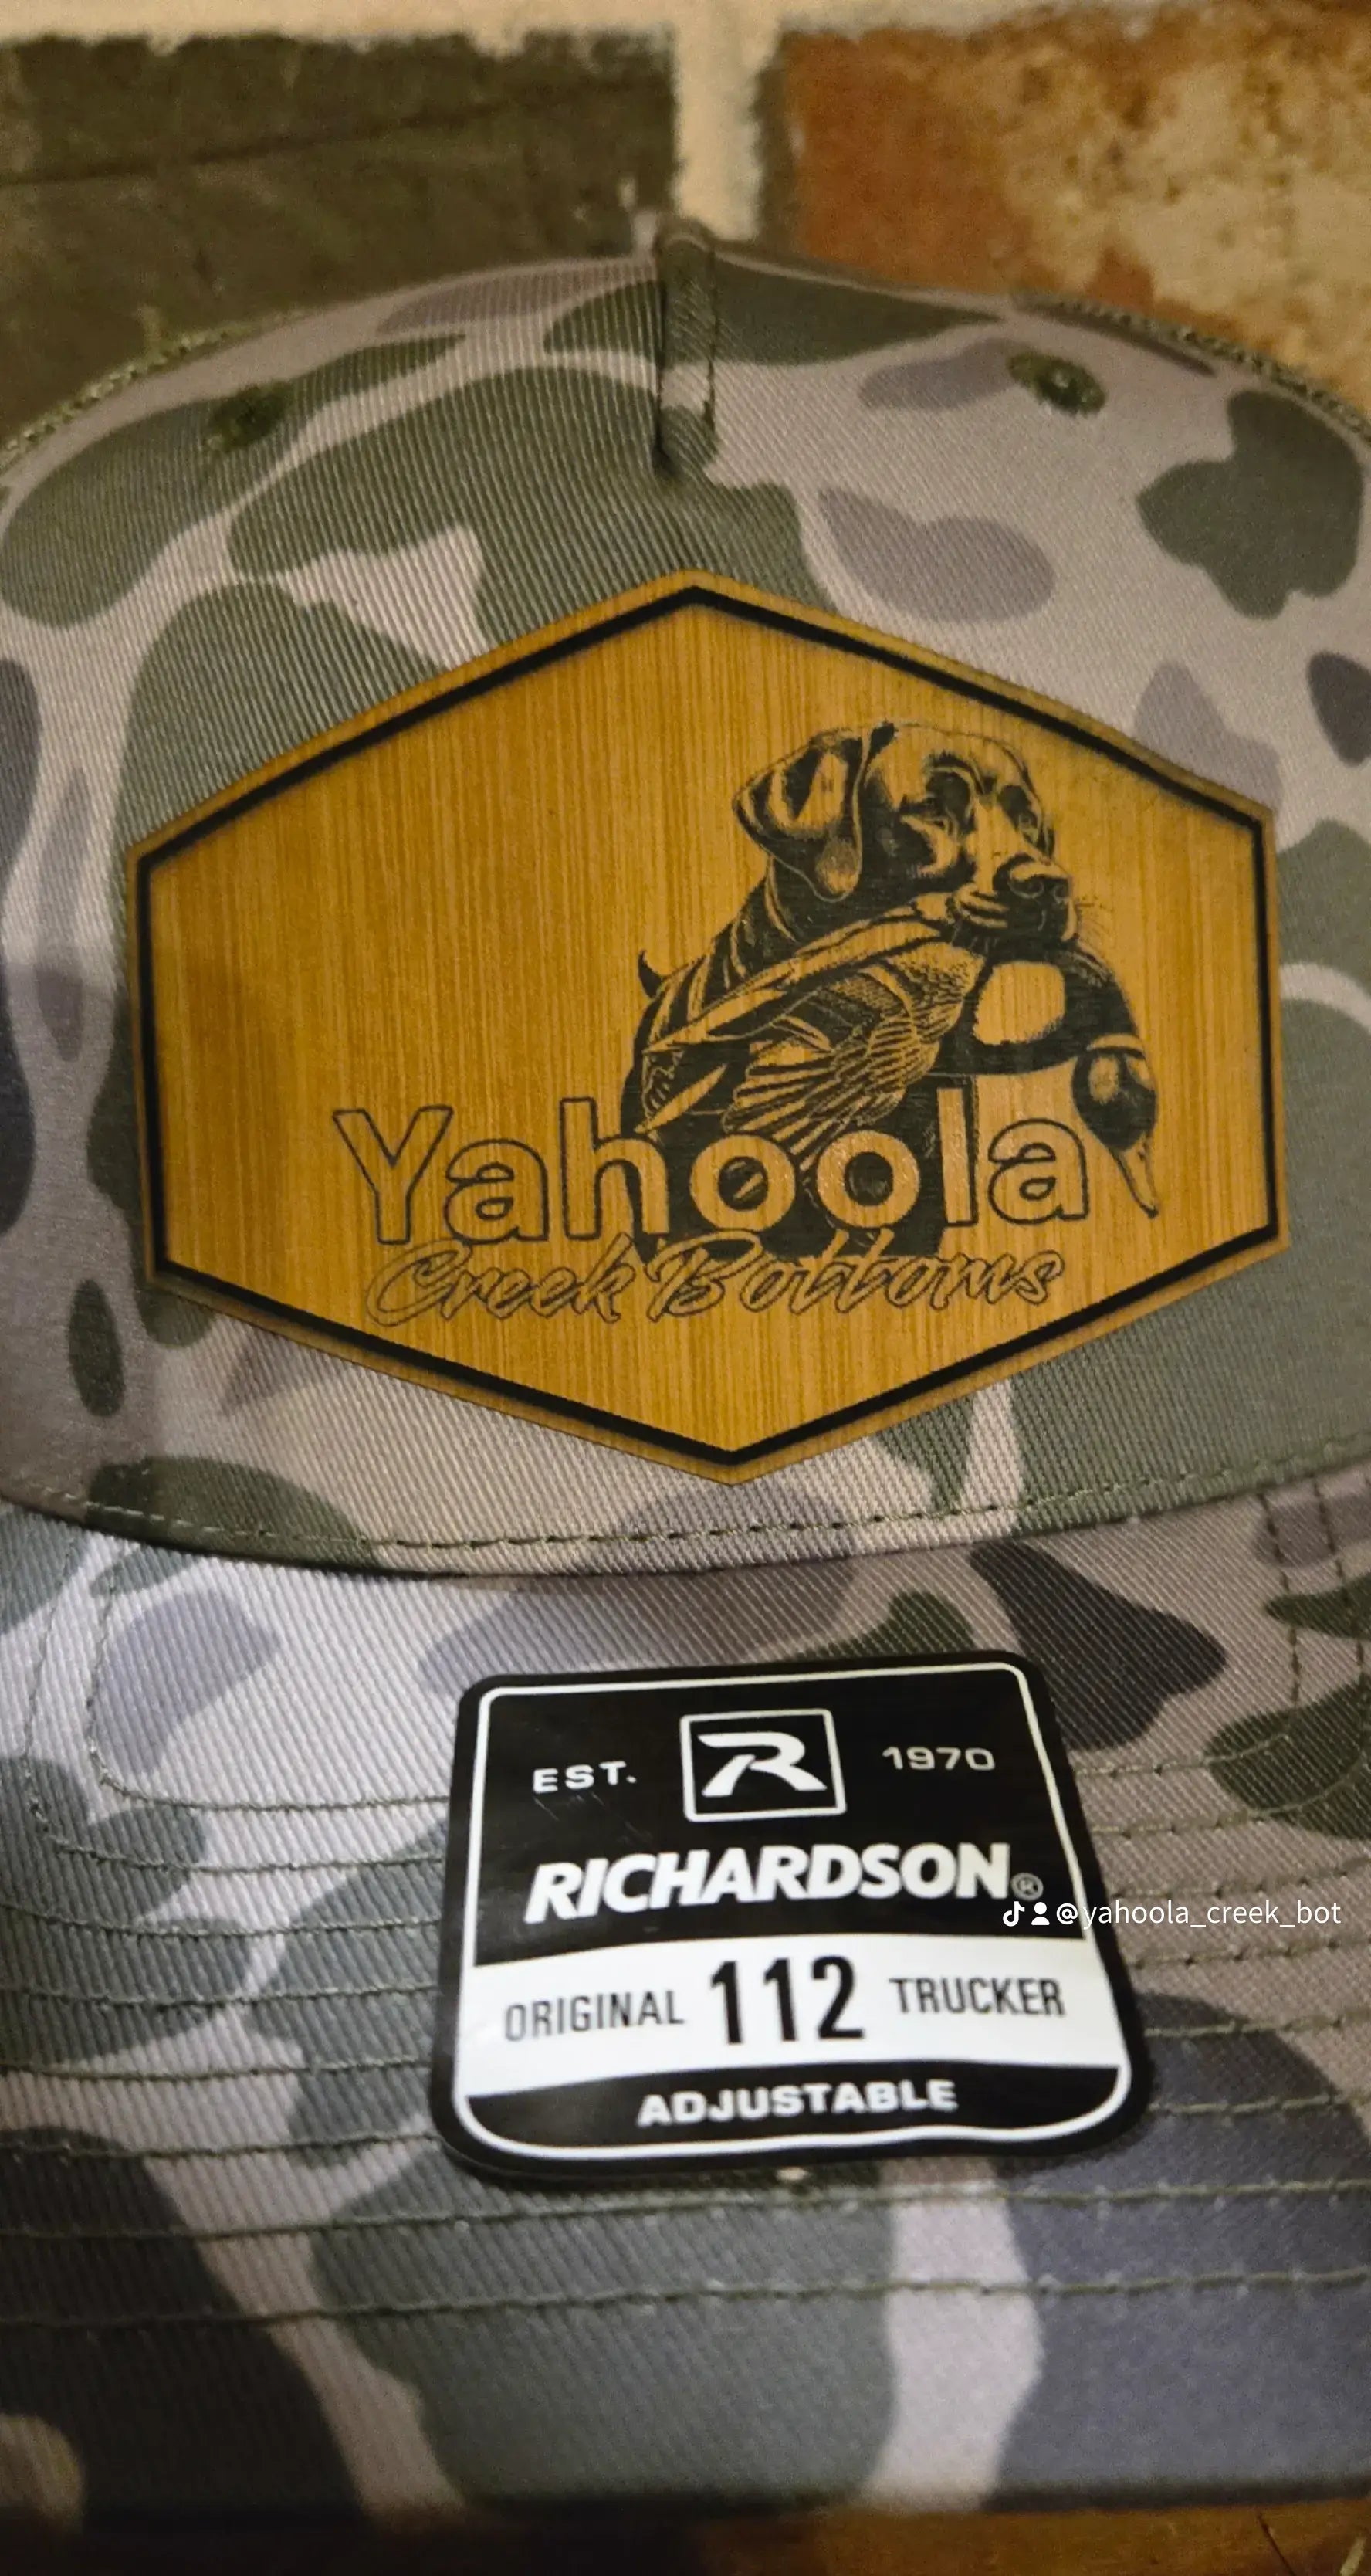 Yahoola
Creek Bottoms
EST. R 1970
RICHARDSON®
@yahoola_creek_bot
ORIGINAL 112 TRUCKER
ADJUSTABLE